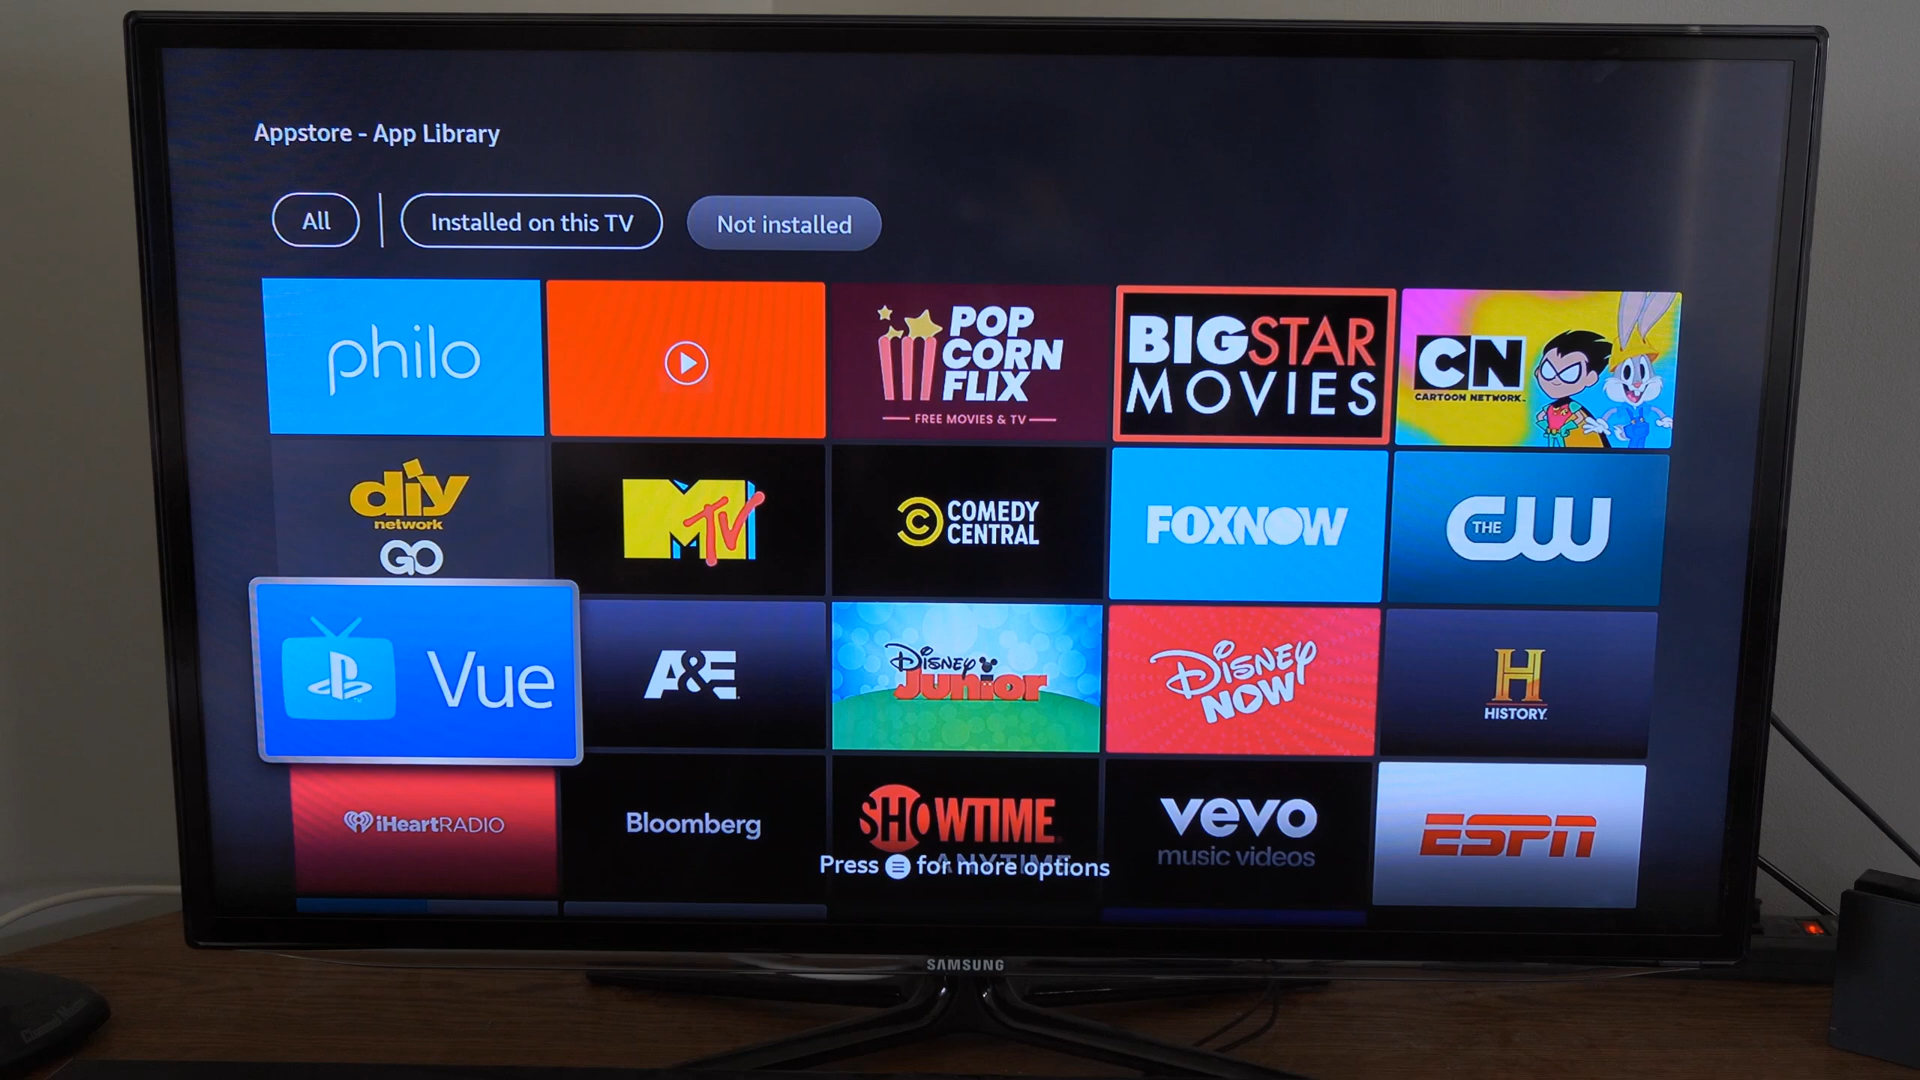 Appstore - App Library
All
Installed on this TV
Not installed
philo
POP
CORN
FLIX
FREE MOVIES & TV
BIGSTAR
MOVIES
CN
CARTOON NETWORK
diy
network
GO
MTV
COMEDY
CENTRAL
FOXNOW
THE CW
Vue
A&E
Disney
Junior
Disney
NOW
H
HISTORY
iHeartRADIO
Bloomberg
SHOWTIME
ANYTIME
vevo
music videos
ESPN
Press for more options
SAMSUNG